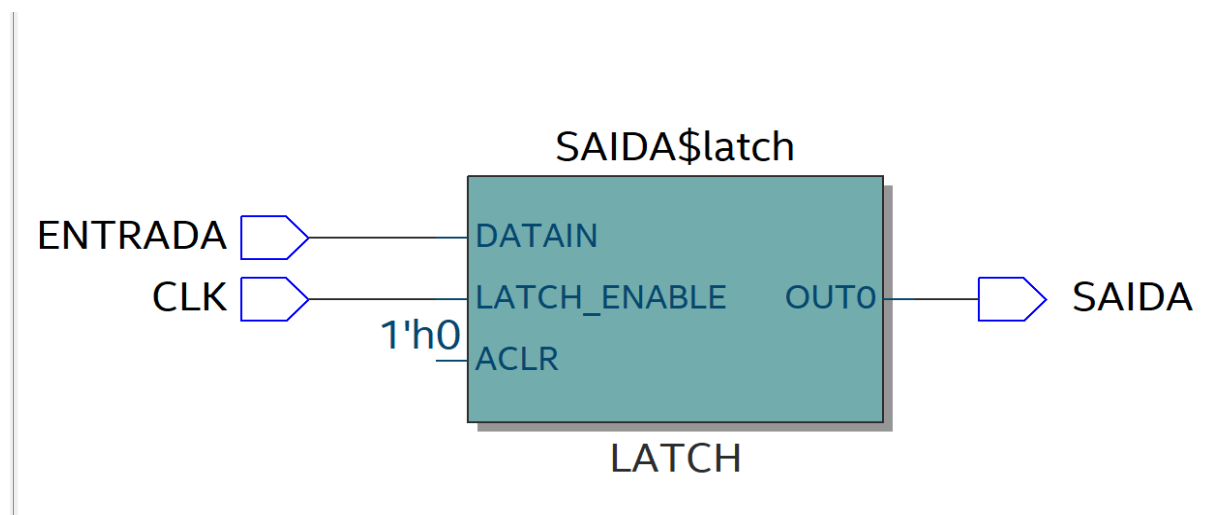 SAIDA$latch
ENTRADA
DATAIN
CLK
LATCH_ENABLE
OUT0
SAIDA
1'h0
ACLR
LATCH